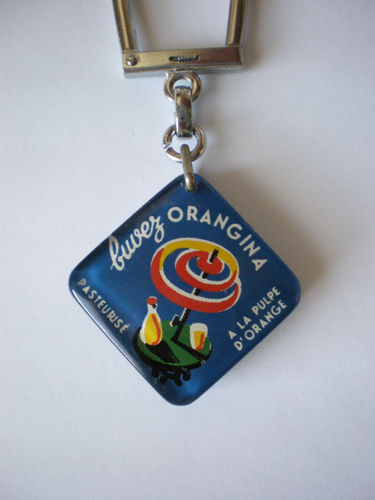 buvez ORANGINA
PASTEURISÉ
A LA PULPE
D'ORANGE